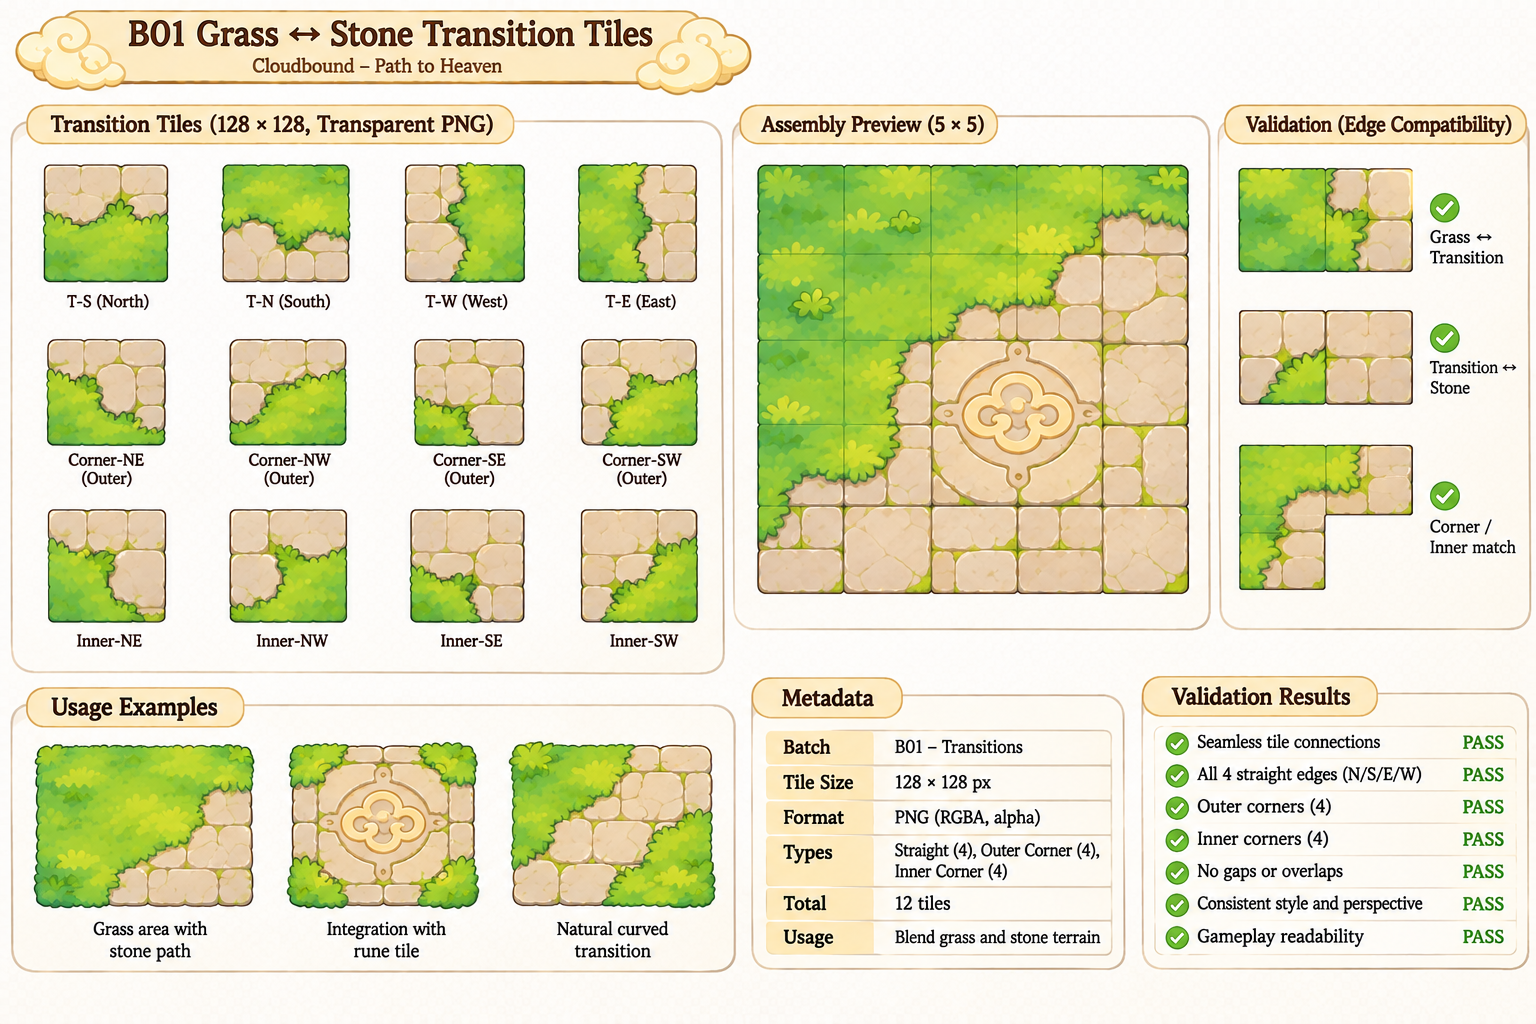 B01 Grass ↔ Stone Transition Tiles
Cloudbound – Path to Heaven
Transition Tiles (128 × 128, Transparent PNG)
T-S (North)
T-N (South)
T-W (West)
T-E (East)
Corner-NE
(Outer)
Corner-NW
(Outer)
Corner-SE
(Outer)
Corner-SW
(Outer)
Inner-NE
Inner-NW
Inner-SE
Inner-SW
Assembly Preview (5 × 5)
Validation (Edge Compatibility)
Grass ↔
Transition
Transition ↔
Stone
Corner /
Inner match
Usage Examples
Grass area with
stone path
Integration with
rune tile
Natural curved
transition
Metadata
Batch B01 – Transitions
Tile Size 128 × 128 px
Format PNG (RGBA, alpha)
Types Straight (4), Outer Corner (4),
Inner Corner (4)
Total 12 tiles
Usage Blend grass and stone terrain
Validation Results
Seamless tile connections PASS
All 4 straight edges (N/S/E/W) PASS
Outer corners (4) PASS
Inner corners (4) PASS
No gaps or overlaps PASS
Consistent style and perspective PASS
Gameplay readability PASS